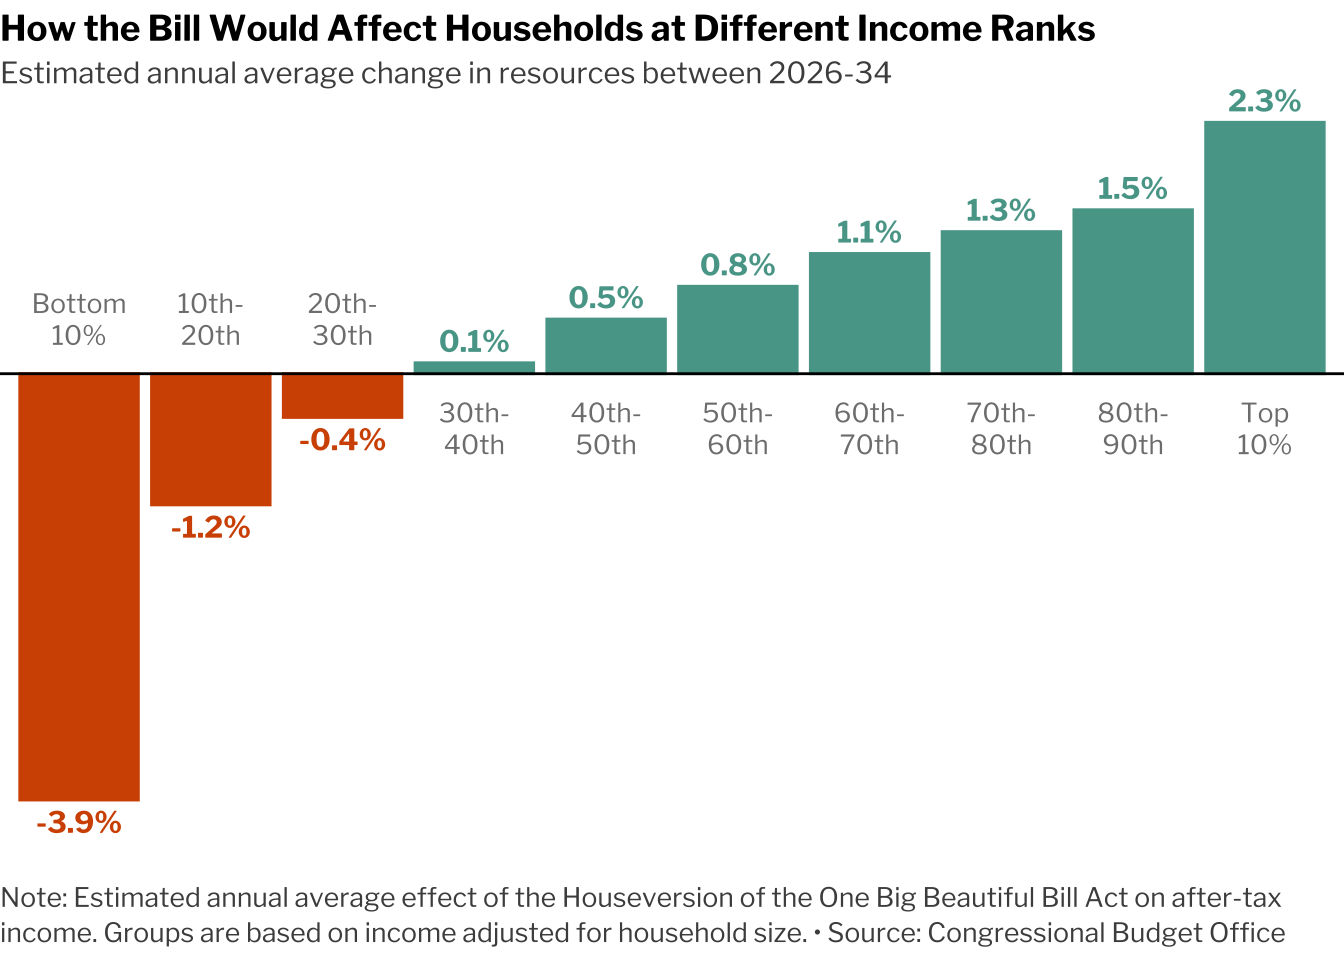 How the Bill Would Affect Households at Different Income Ranks
Estimated annual average change in resources between 2026-34
2.3%
1.5%
1.3%
1.1%
0.8%
0.5%
0.1%
Bottom
10%
10th-
20th
20th-
30th
30th-
40th
40th-
50th
50th-
60th
60th-
70th
70th-
80th
80th-
90th
Top
10%
-0.4%
-1.2%
-3.9%
Note: Estimated annual average effect of the Houseversion of the One Big Beautiful Bill Act on after-tax
income. Groups are based on income adjusted for household size. • Source: Congressional Budget Office